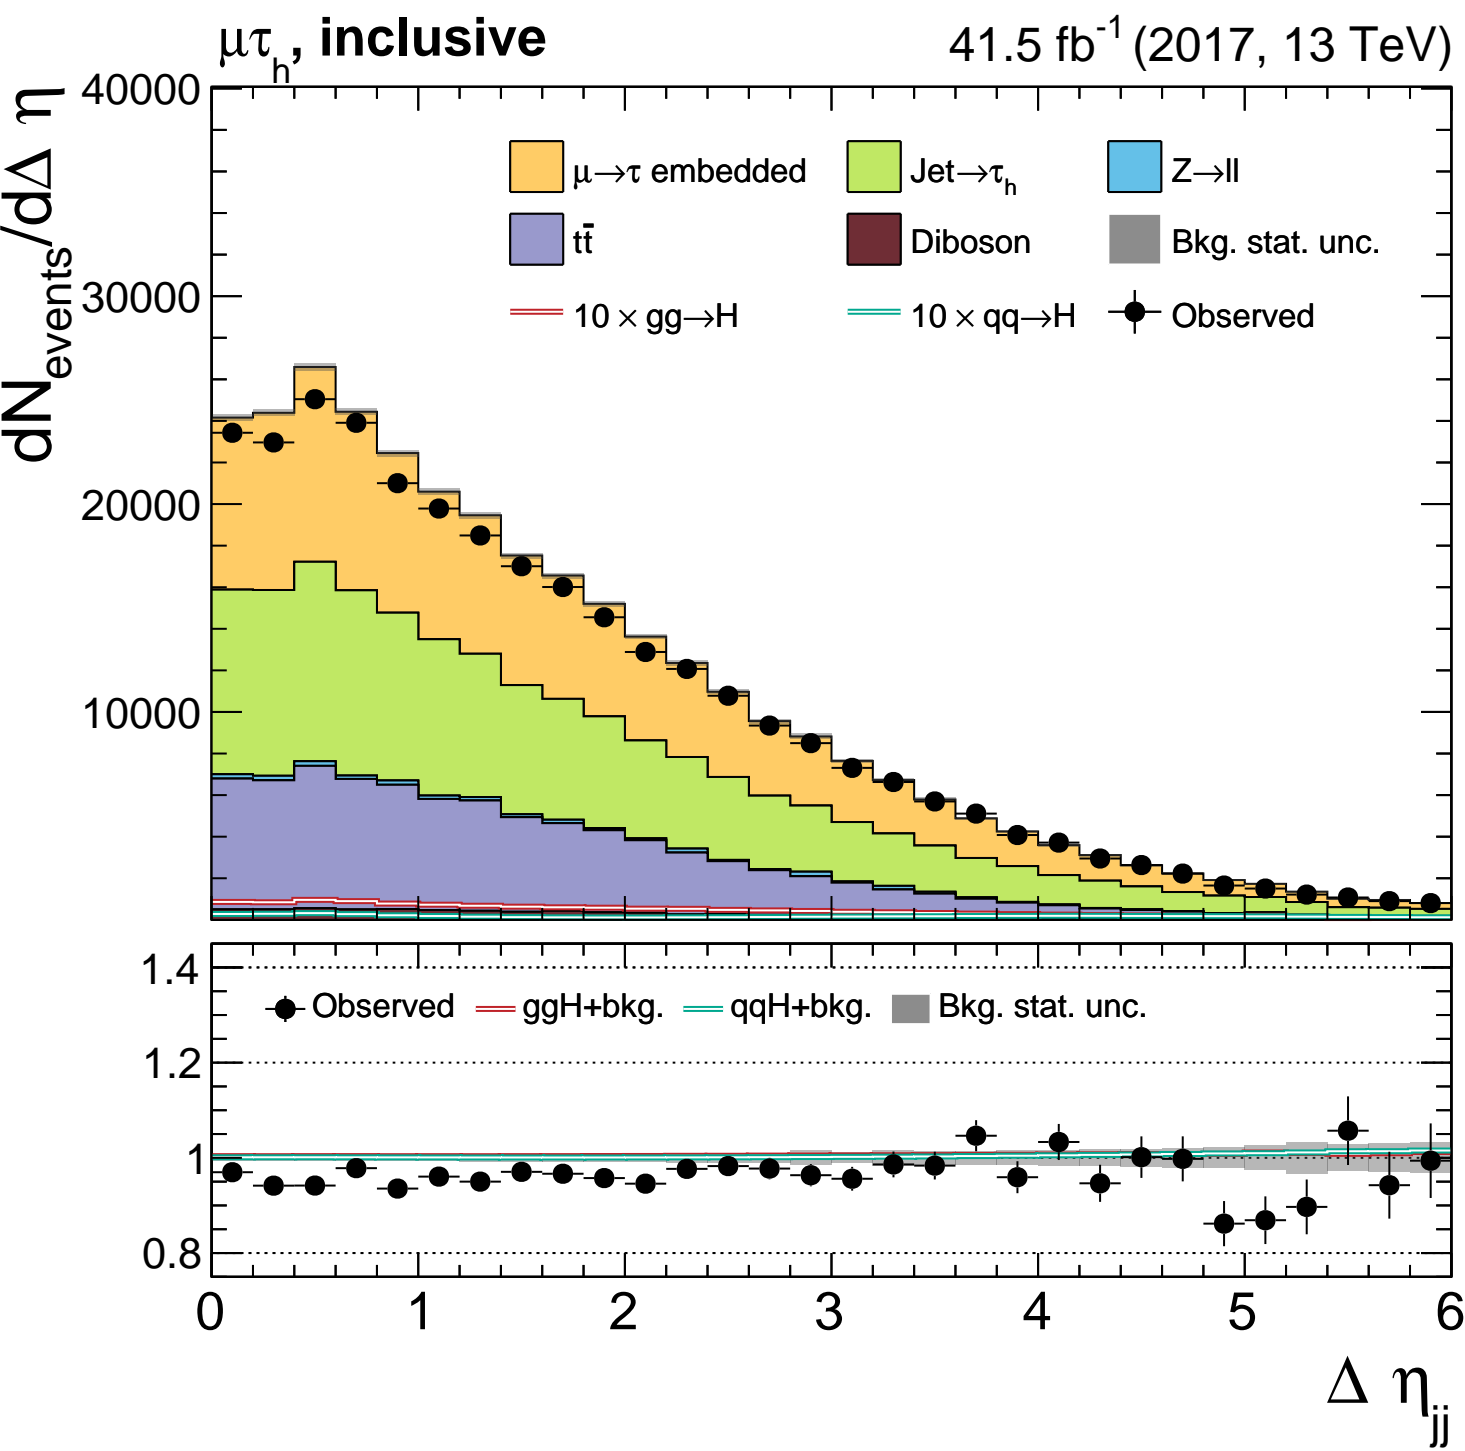 μτh, inclusive 41.5 fb-1 (2017, 13 TeV)
dNevents/dΔ η
40000
30000
20000
10000
μ→τ embedded Jet→τh Z→ll
tt̄ Diboson Bkg. stat. unc.
10 × gg→H 10 × qq→H Observed
1.4
1.2
1
0.8
Observed ggH+bkg. qqH+bkg. Bkg. stat. unc.
0 1 2 3 4 5 6
Δ ηjj